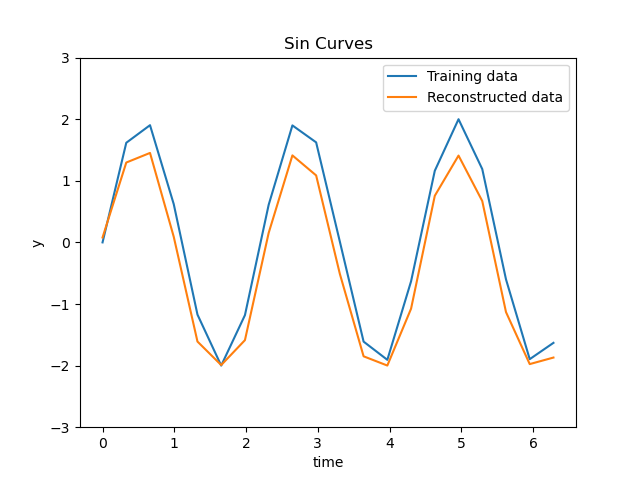 Sin Curves
Training data
Reconstructed data
3
2
1
0
−1
−2
−3
y
0 1 2 3 4 5 6
time